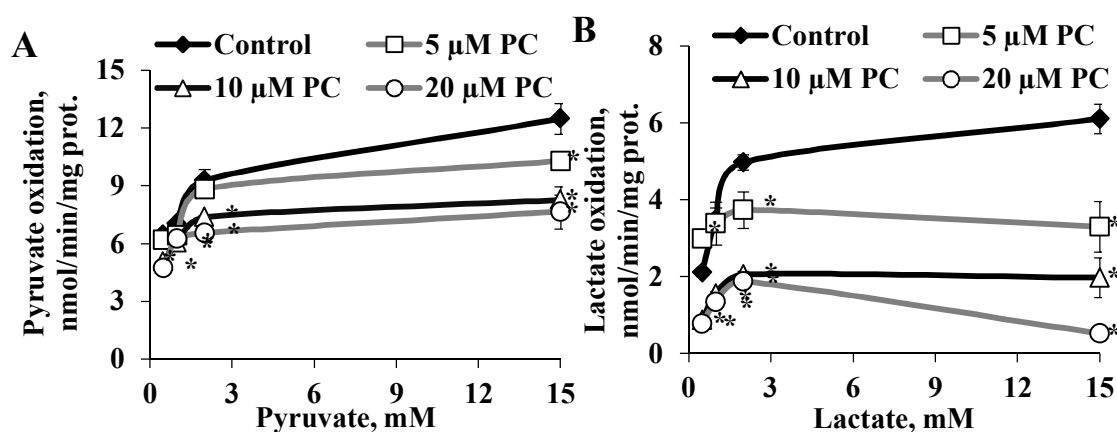 A
Control
5 µM PC
10 µM PC
20 µM PC
Pyruvate oxidation,
nmol/min/mg prot.
15
12
9
6
3
0
* * * * * * * * *
0 3 6 9 12 15
Pyruvate, mM
B
Control
5 µM PC
10 µM PC
20 µM PC
Lactate oxidation,
nmol/min/mg prot.
8
6
4
2
0
* * * * * * * * * * *
0 3 6 9 12 15
Lactate, mM